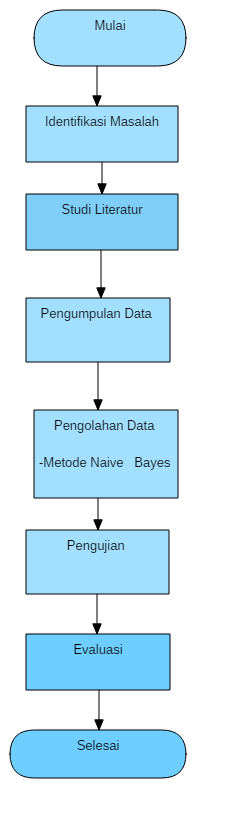 Mulai
Identifikasi Masalah
Studi Literatur
Pengumpulan Data
Pengolahan Data
-Metode Naive Bayes
Pengujian
Evaluasi
Selesai